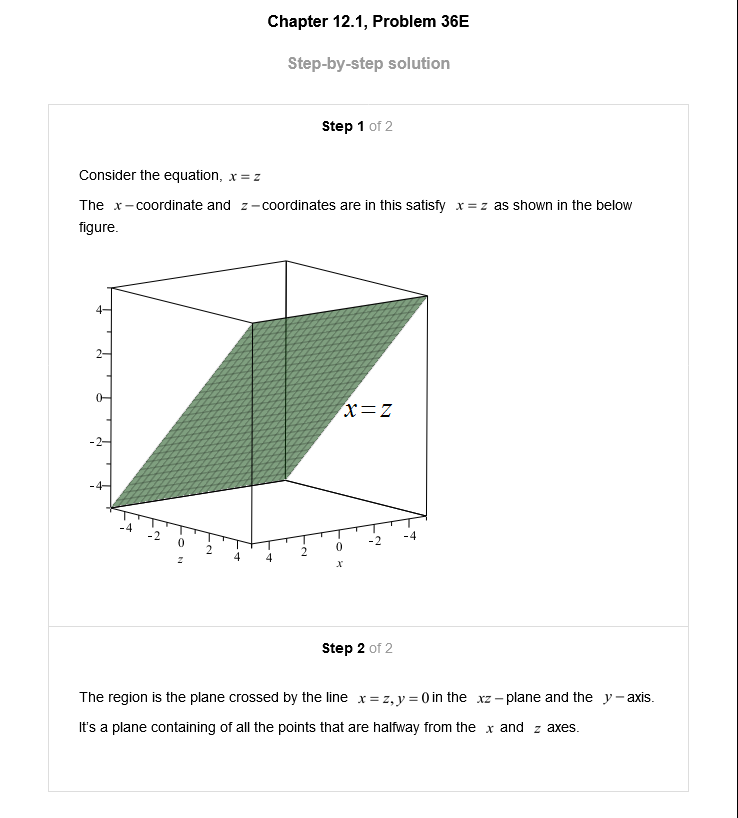 Chapter 12.1, Problem 36E
Step-by-step solution
Step 1 of 2
Consider the equation, x = z
The x – coordinate and z – coordinates are in this satisfy x = z as shown in the below
figure.
4
2
0
-2
-4
x = z
-4 -2 0 2 4
z
4 2 0 -2 -4
x
Step 2 of 2
The region is the plane crossed by the line x = z, y = 0 in the xz – plane and the y – axis.
It's a plane containing of all the points that are halfway from the x and z axes.